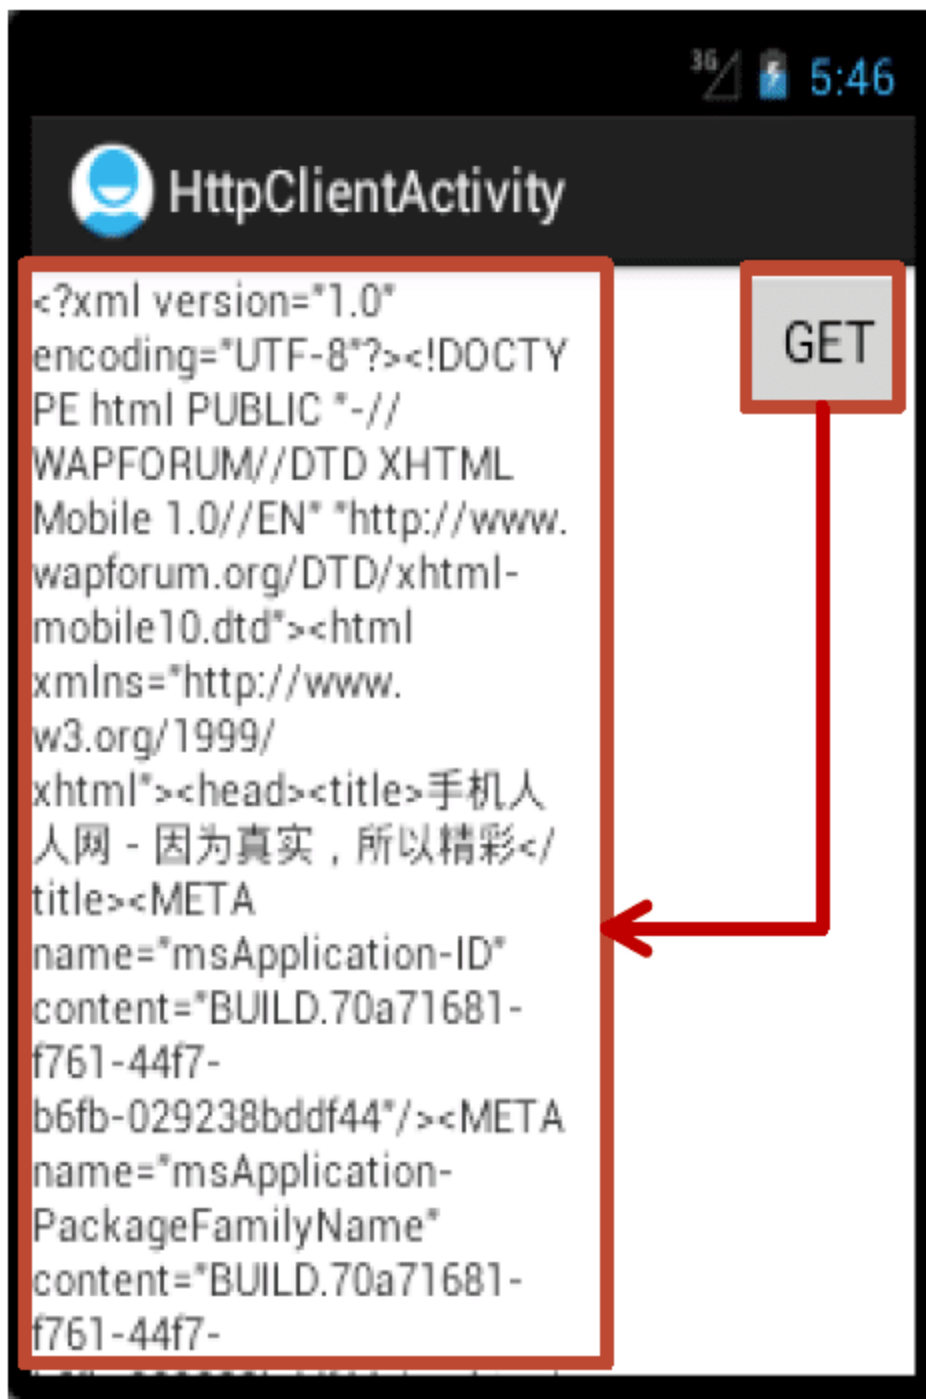 3G
5:46
HttpClientActivity
<?xml version="1.0"
encoding="UTF-8"?><!DOCTY
PE html PUBLIC "-//
WAPFORUM//DTD XHTML
Mobile 1.0//EN" "http://www.
wapforum.org/DTD/xhtml-
mobile10.dtd"><html
xmlns="http://www.
w3.org/1999/
xhtml"><head><title>手机人
人网 - 因为真实，所以精彩</
title><META
name="msApplication-ID"
content="BUILD.70a71681-
f761-44f7-
b6fb-029238bddf44"/><META
name="msApplication-
PackageFamilyName"
content="BUILD.70a71681-
f761-44f7-
GET